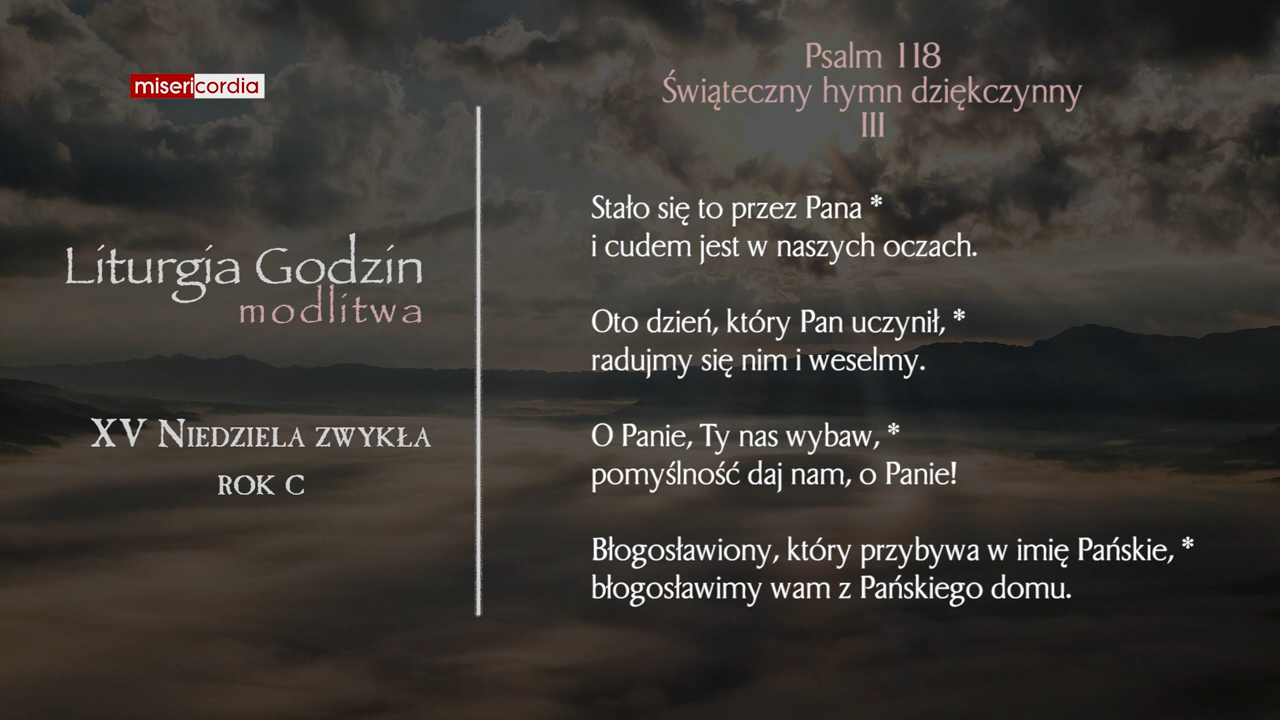 misericordia
Liturgia Godzin
modlitwa
XV Niedziela zwykła
rok C
Psalm 118
Świąteczny hymn dziękczynny
III
Stało się to przez Pana *
i cudem jest w naszych oczach.
Oto dzień, który Pan uczynił, *
radujmy się nim i weselmy.
O Panie, Ty nas wybaw, *
pomyślność daj nam, o Panie!
Błogosławiony, który przybywa w imię Pańskie, *
błogosławimy wam z Pańskiego domu.